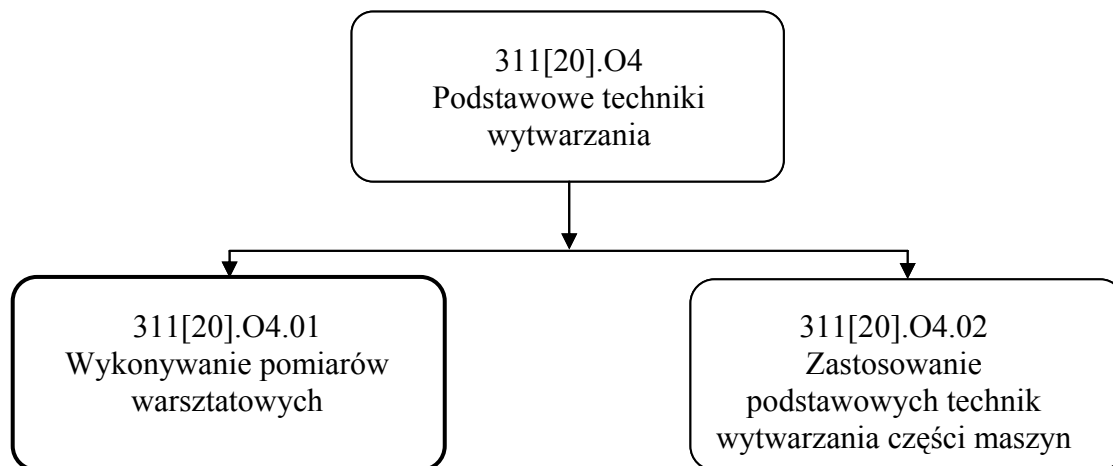 311[20].O4
Podstawowe techniki
wytwarzania
311[20].O4.01
Wykonywanie pomiarów
warsztatowych
311[20].O4.02
Zastosowanie
podstawowych technik
wytwarzania części maszyn